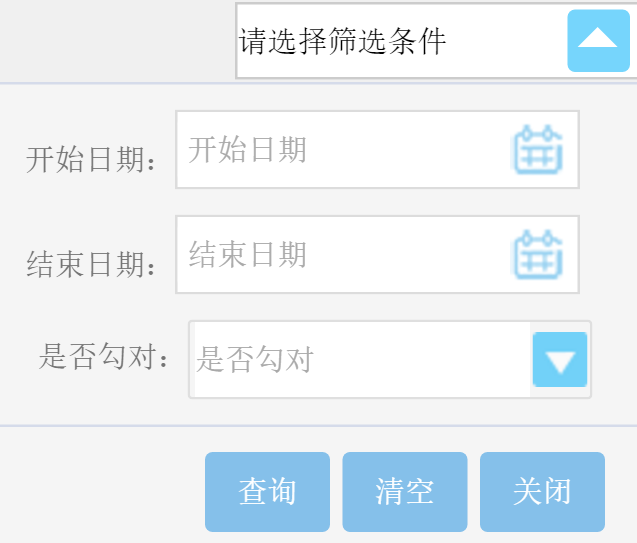 请选择筛选条件
开始日期： 开始日期
结束日期： 结束日期
是否勾对： 是否勾对
查询 清空 关闭